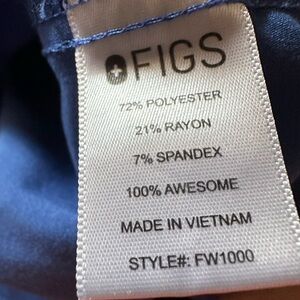 FIGS
72% POLYESTER
21% RAYON
7% SPANDEX
100% AWESOME
MADE IN VIETNAM
STYLE#: FW1000